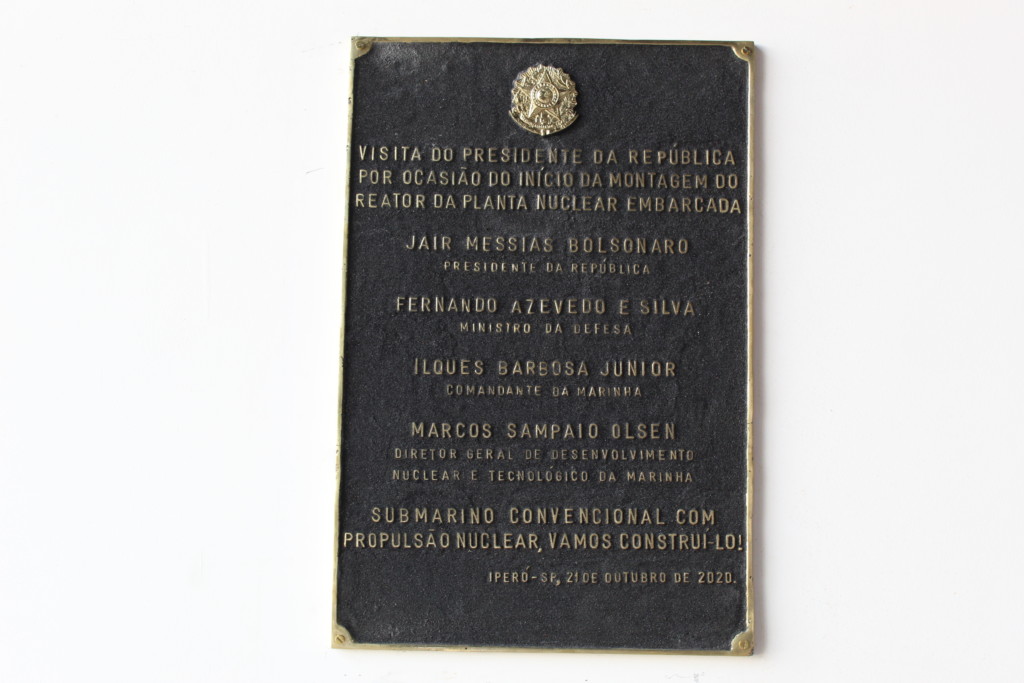 VISITA DO PRESIDENTE DA REPÚBLICA
POR OCASIÃO DO INÍCIO DA MONTAGEM DO
REATOR DA PLANTA NUCLEAR EMBARCADA
JAIR MESSIAS BOLSONARO
PRESIDENTE DA REPÚBLICA
FERNANDO AZEVEDO E SILVA
MINISTRO DA DEFESA
ILQUES BARBOSA JUNIOR
COMANDANTE DA MARINHA
MARCOS SAMPAIO OLSEN
DIRETOR GERAL DE DESENVOLVIMENTO
NUCLEAR E TECNOLÓGICO DA MARINHA
SUBMARINO CONVENCIONAL COM
PROPULSÃO NUCLEAR, VAMOS CONSTRUÍ-LO!
IPERÓ-SP, 21 DE OUTUBRO DE 2020.